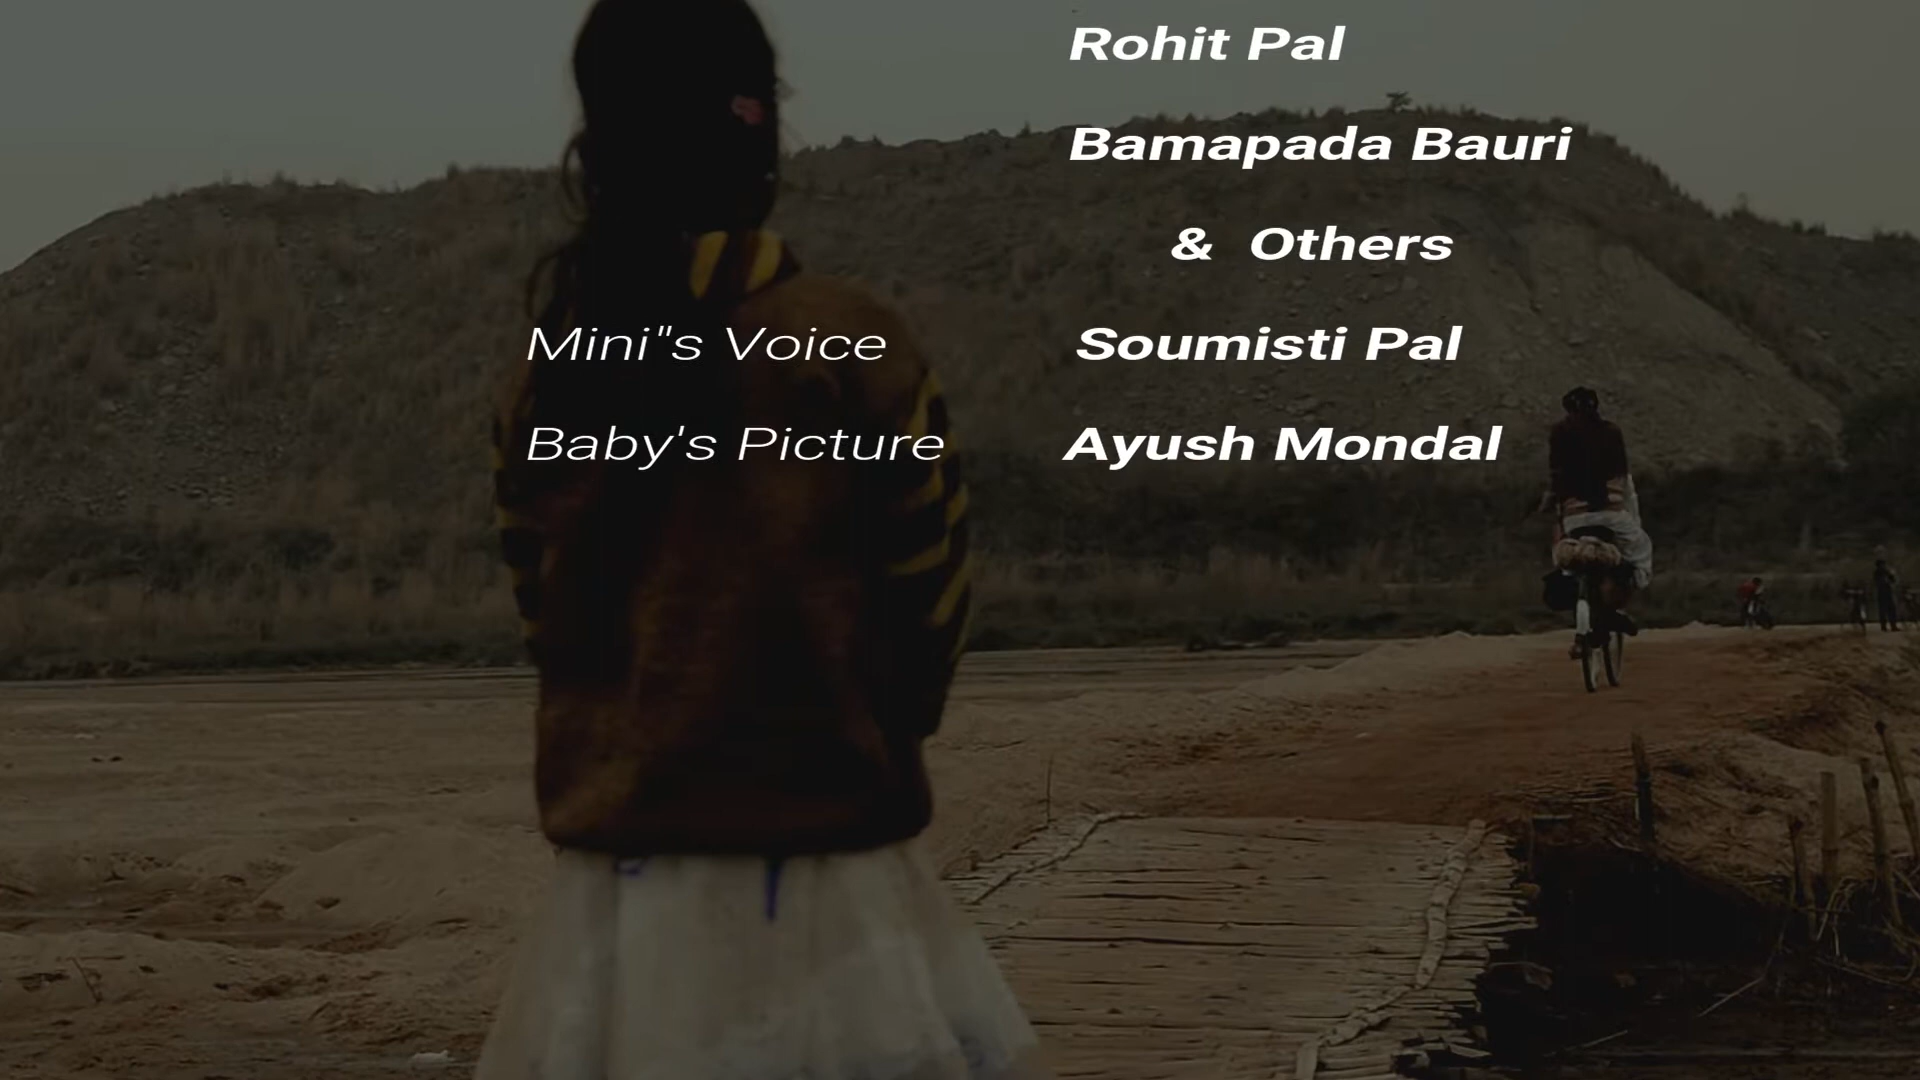 Rohit Pal
Bamapada Bauri
& Others
Mini"s Voice Soumisti Pal
Baby's Picture Ayush Mondal